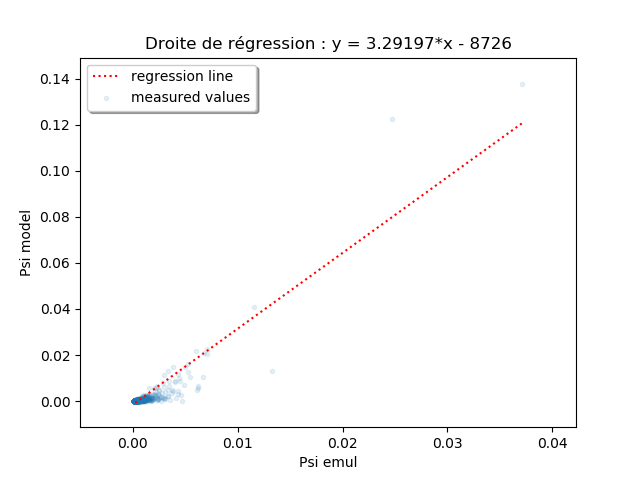 Droite de régression : y = 3.29197*x - 8726
regression line
measured values
0.14
0.12
0.10
0.08
0.06
0.04
0.02
0.00
Psi model
0.00 0.01 0.02 0.03 0.04
Psi emul